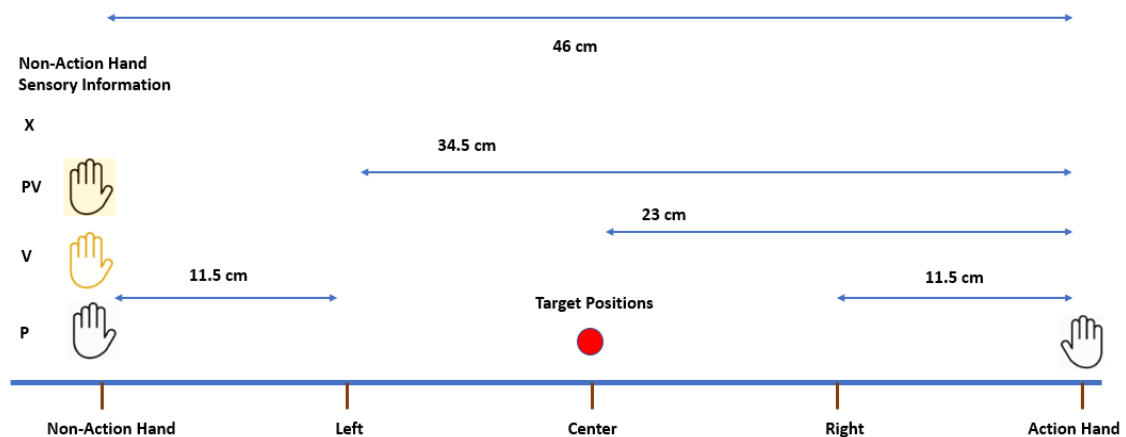 46 cm
Non-Action Hand
Sensory Information
X
34.5 cm
PV
23 cm
V
11.5 cm
11.5 cm
Target Positions
P
Non-Action Hand
Left
Center
Right
Action Hand